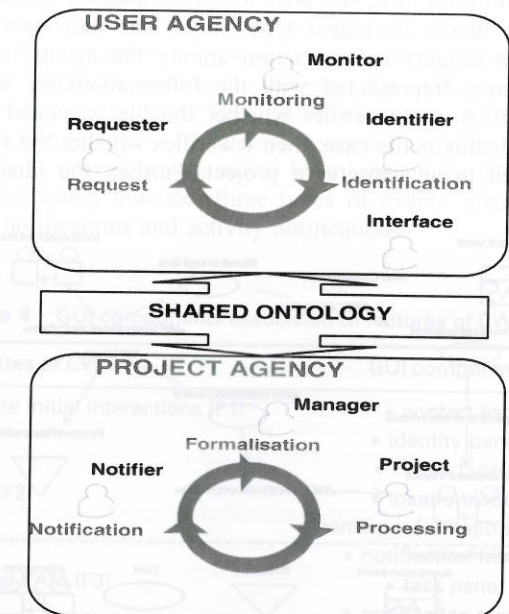 USER AGENCY
Monitor
Monitoring
Requester
Identifier
Request
Identification
Interface
SHARED ONTOLOGY
PROJECT AGENCY
Manager
Formalisation
Notifier
Project
Notification
Processing